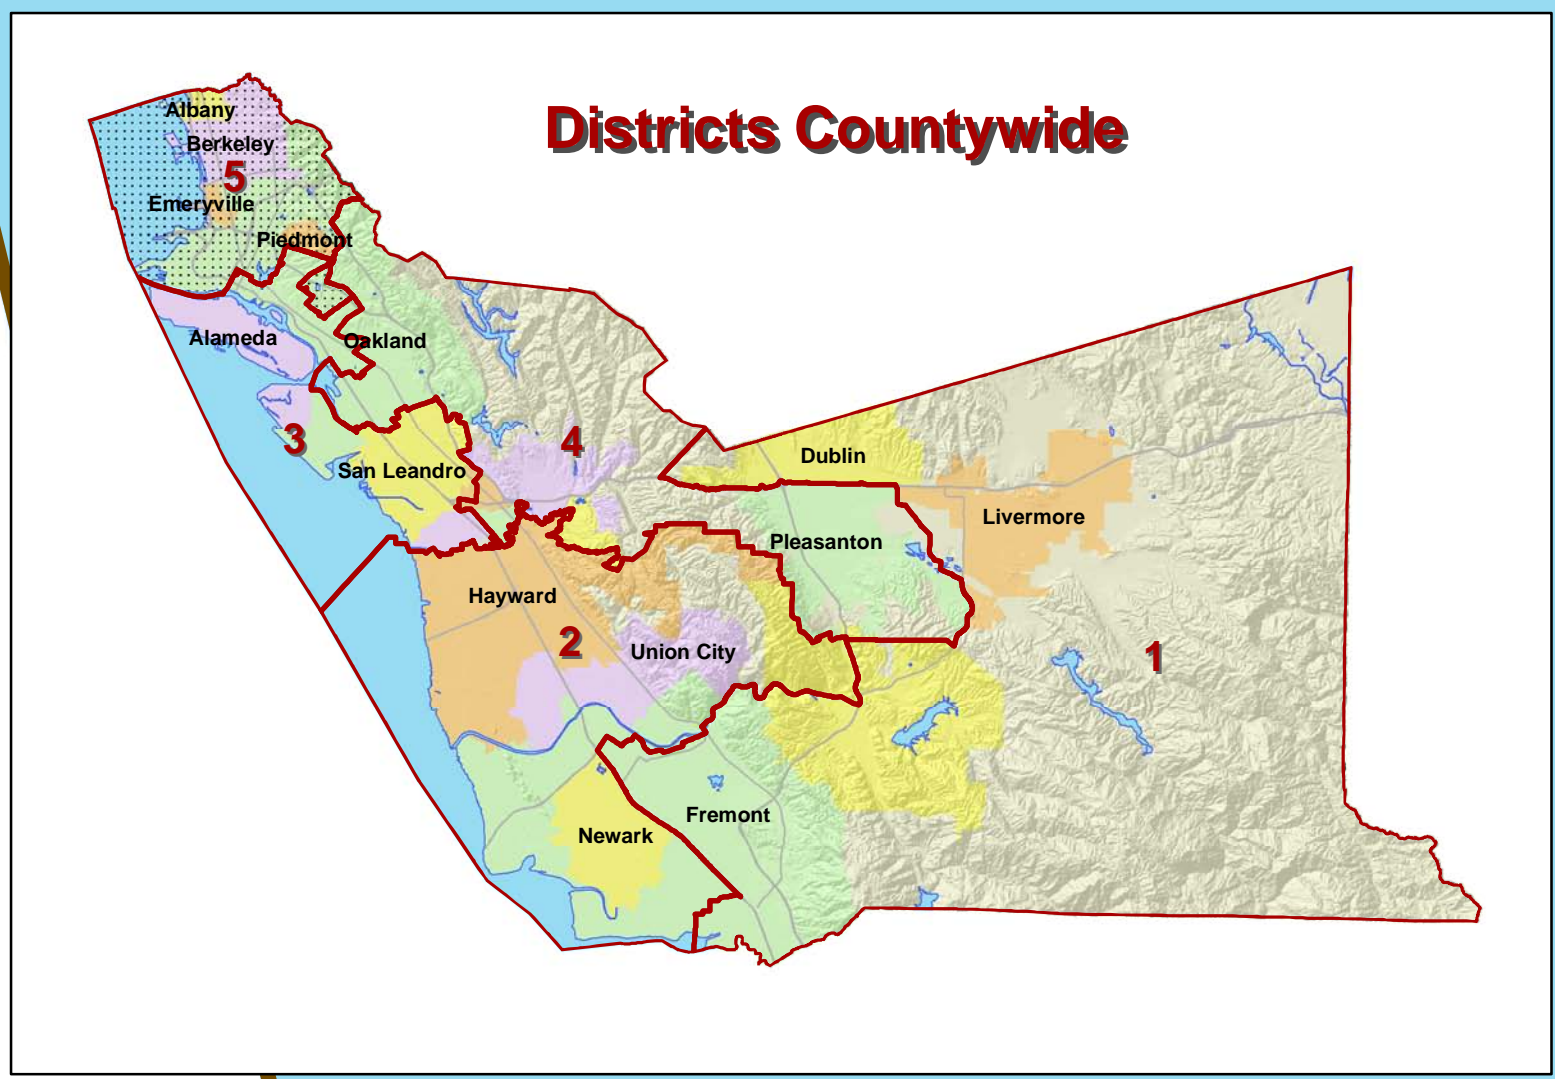 Districts Countywide
Albany
Berkeley
5
Emeryville
Piedmont
Alameda
Oakland
3
4
San Leandro
Dublin
Livermore
Pleasanton
Hayward
2
Union City
1
Fremont
Newark